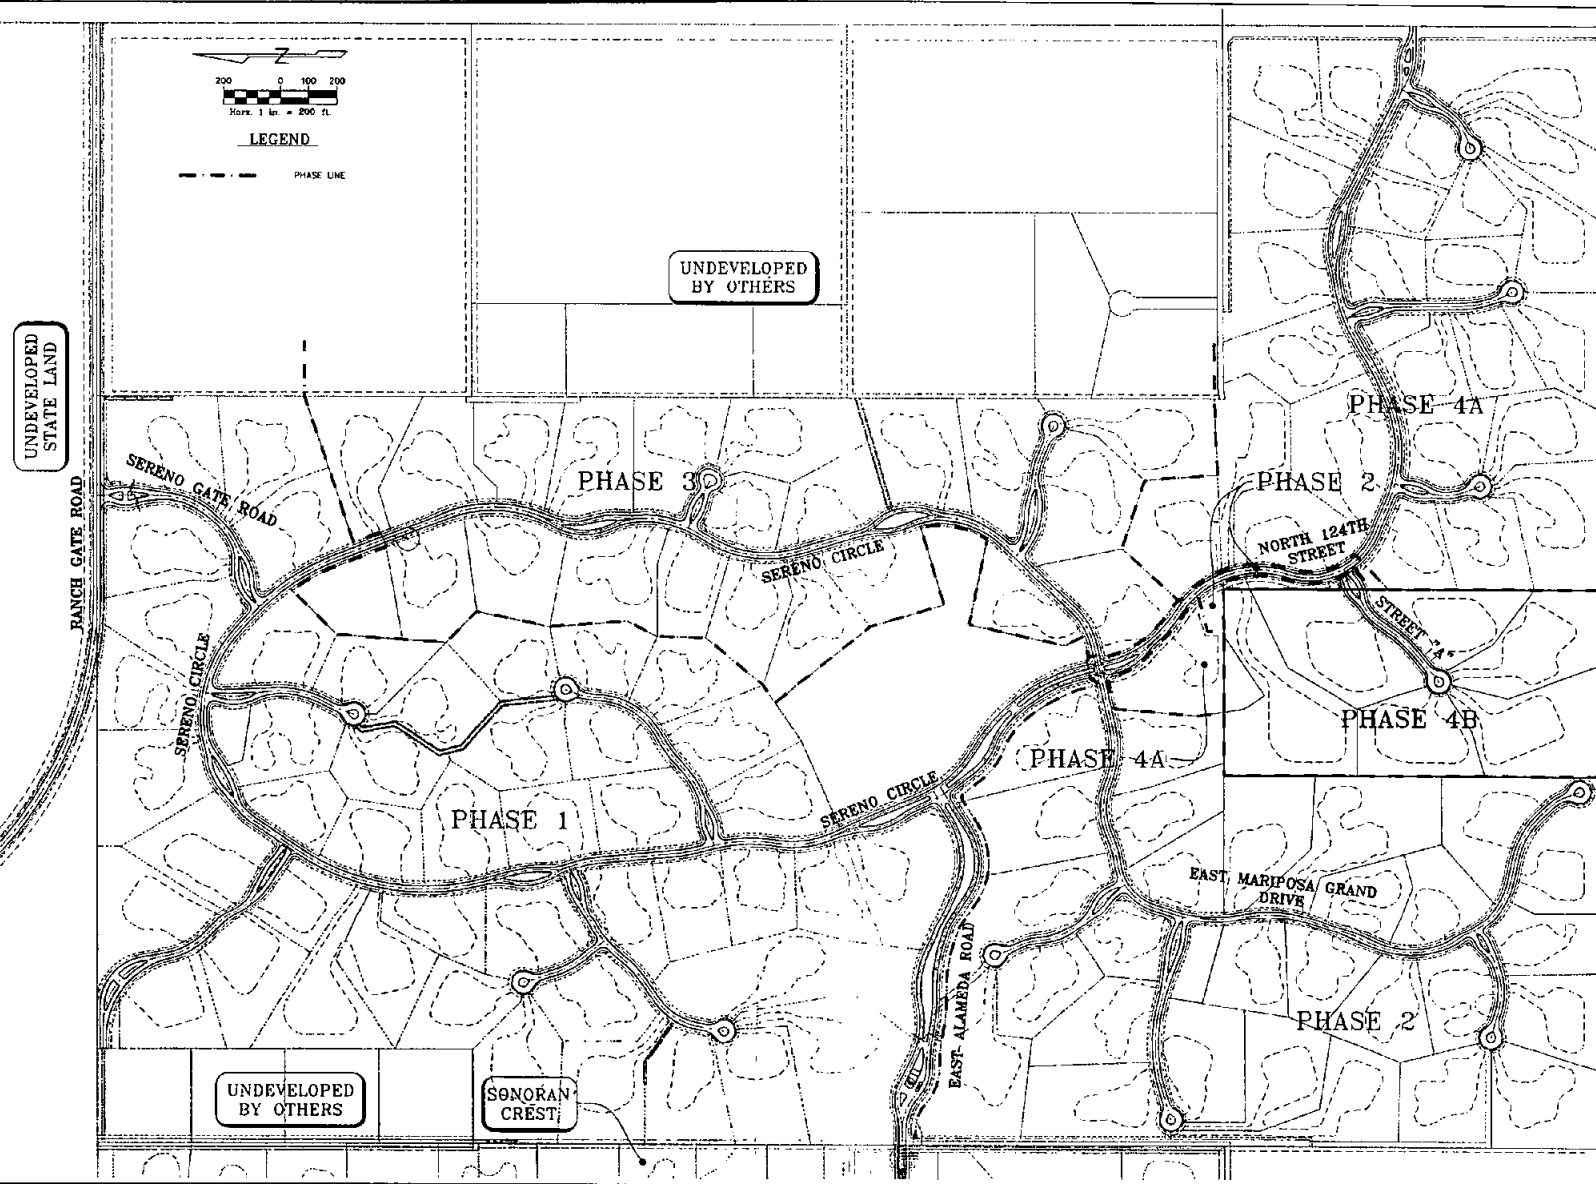 Z
200 0 100 200
Horz. 1 in. = 200 ft.
LEGEND
PHASE LINE
UNDEVELOPED
BY OTHERS
UNDEVELOPED
STATE LAND
RANCH GATE ROAD
SERENO GATE ROAD
PHASE 3
SERENO CIRCLE
PHASE 4A
PHASE 2
NORTH 124TH
STREET
STREET "A"
SERENO CIRCLE
PHASE 4B
PHASE 4A
SERENO CIRCLE
PHASE 1
EAST MARIPOSA GRAND
DRIVE
EAST ALAMEDA ROAD
PHASE 2
UNDEVELOPED
BY OTHERS
SONORAN
CREST